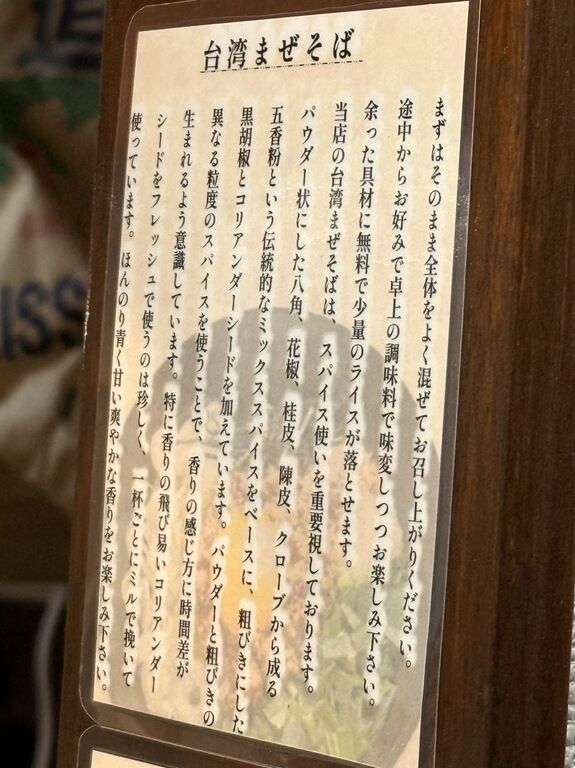 台湾まぜそば
まずはそのまま全体をよく混ぜてお召し上がりください。
途中からお好みで卓上の調味料で味変しつつお楽しみ下さい。
余った具材に無料で少量のライスが落とせます。
当店の台湾まぜそばは、スパイス使いを重要視しております。
パウダー状にした八角、花椒、桂皮、陳皮、クローブから成る
五香粉という伝統的なミックススパイスをベースに、粗びきにした
黒胡椒とコリアンダーシードを加えています。パウダーと粗びきの
異なる粒度のスパイスを使うことで、香りの感じ方に時間差が
生まれるよう意識しています。特に香りの飛び易いコリアンダー
シードをフレッシュで使うのは珍しく、一杯ごとにミルで挽いて
使っています。ほんのり青く甘い爽やかな香りをお楽しみ下さい。
ISS